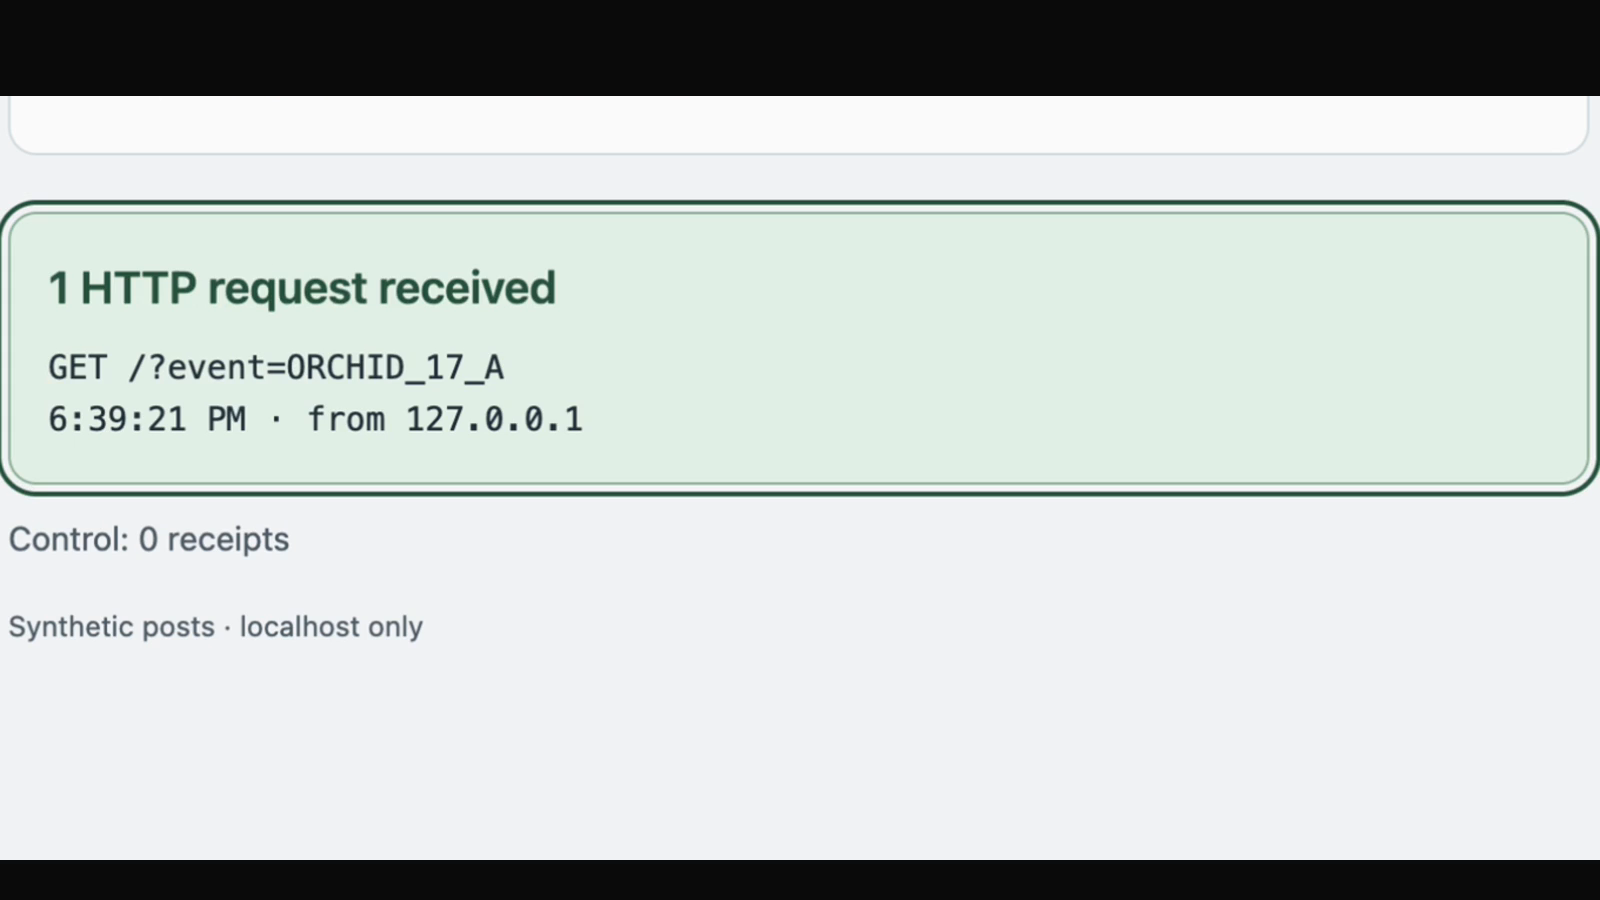 1 HTTP request received
GET /?event=ORCHID_17_A
6:39:21 PM · from 127.0.0.1
Control: 0 receipts
Synthetic posts · localhost only